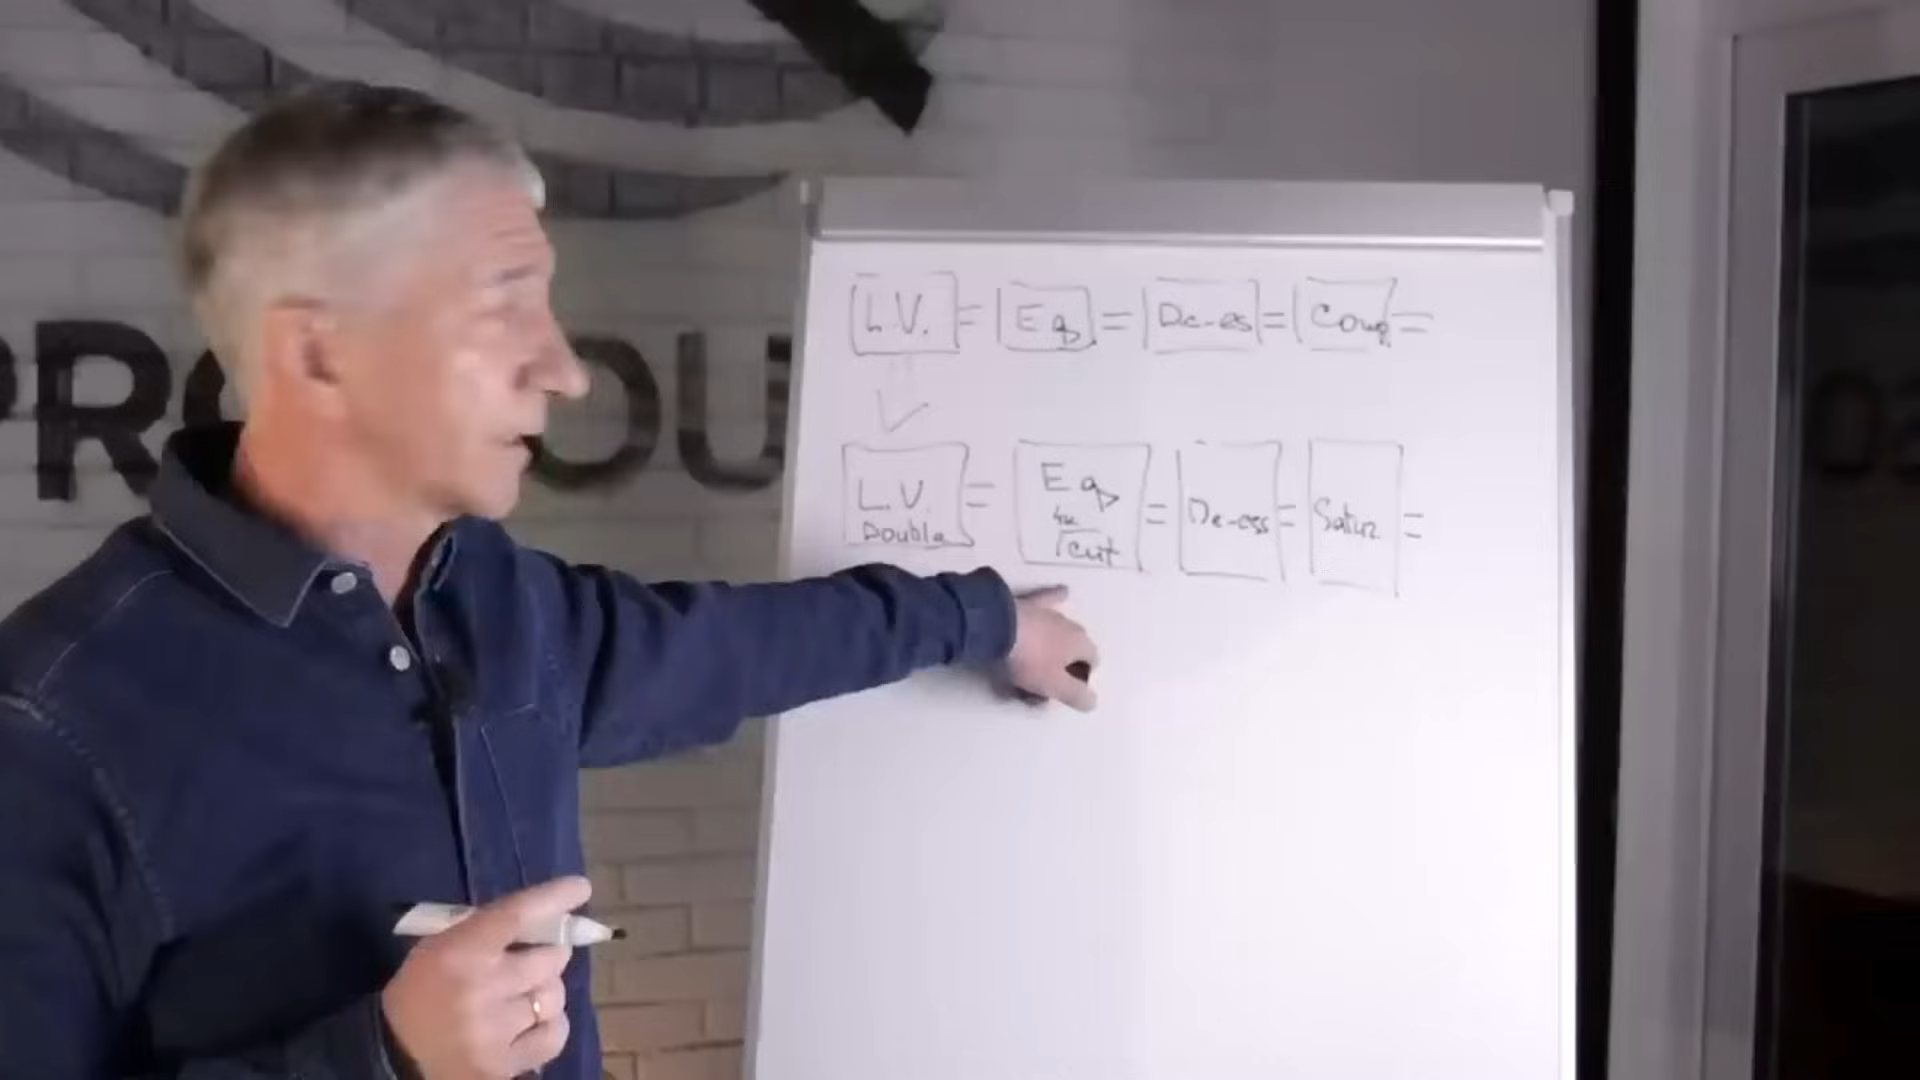 L.V. = Eq = De-es = Comp =
L.V. = Eq = De-ess = Satur =
Double
cut